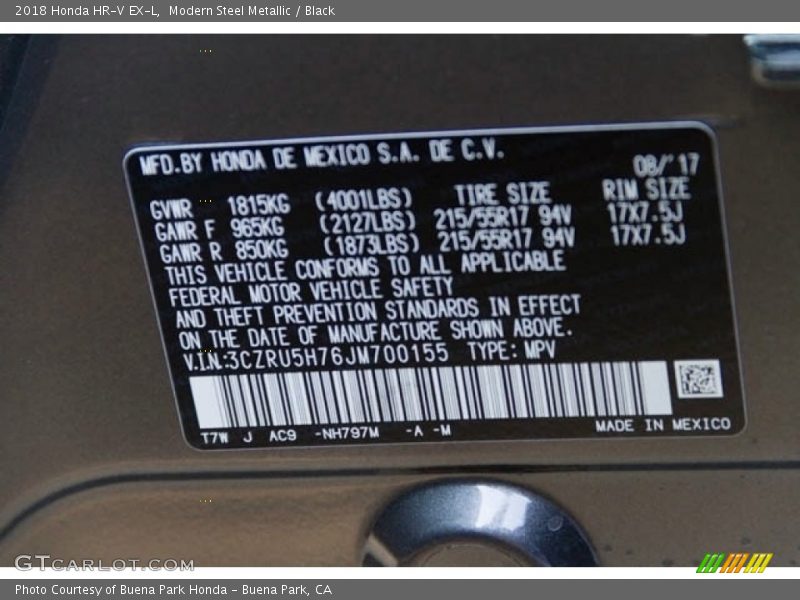 2018 Honda HR-V EX-L, Modern Steel Metallic / Black
MFD.BY HONDA DE MEXICO S.A. DE C.V.
08/'17
GVWR 1815KG (4001LBS) TIRE SIZE RIM SIZE
GAWR F 965KG (2127LBS) 215/55R17 94V 17X7.5J
GAWR R 850KG (1873LBS) 215/55R17 94V 17X7.5J
THIS VEHICLE CONFORMS TO ALL APPLICABLE
FEDERAL MOTOR VEHICLE SAFETY
AND THEFT PREVENTION STANDARDS IN EFFECT
ON THE DATE OF MANUFACTURE SHOWN ABOVE.
V.I.N:3CZRU5H76JM700155 TYPE: MPV
T7W J AC9 -NH797M -A -M MADE IN MEXICO
GTCARLOT.COM
Photo Courtesy of Buena Park Honda - Buena Park, CA